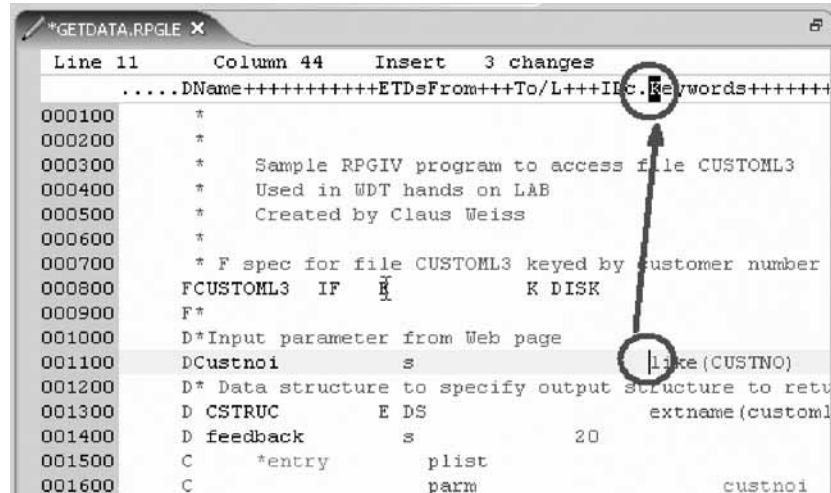 *GETDATA.RPGLE
Line 11 Column 44 Insert 3 changes
.....DName+++++++++++ETDsFrom+++To/L+++IDc.Keywords+++++++
000100 *
000200 *
000300 * Sample RPGIV program to access file CUSTOML3
000400 * Used in WDT hands on LAB
000500 * Created by Claus Weiss
000600 *
000700 * F spec for file CUSTOML3 keyed by customer number
000800 FCUSTOML3 IF E K DISK
000900 F*
001000 D*Input parameter from Web page
001100 DCustnoi s like(CUSTNO)
001200 D* Data structure to specify output structure to retu
001300 D CSTRUC E DS extname(custom
001400 D feedback s 20
001500 C *entry plist
001600 C parm custnoi